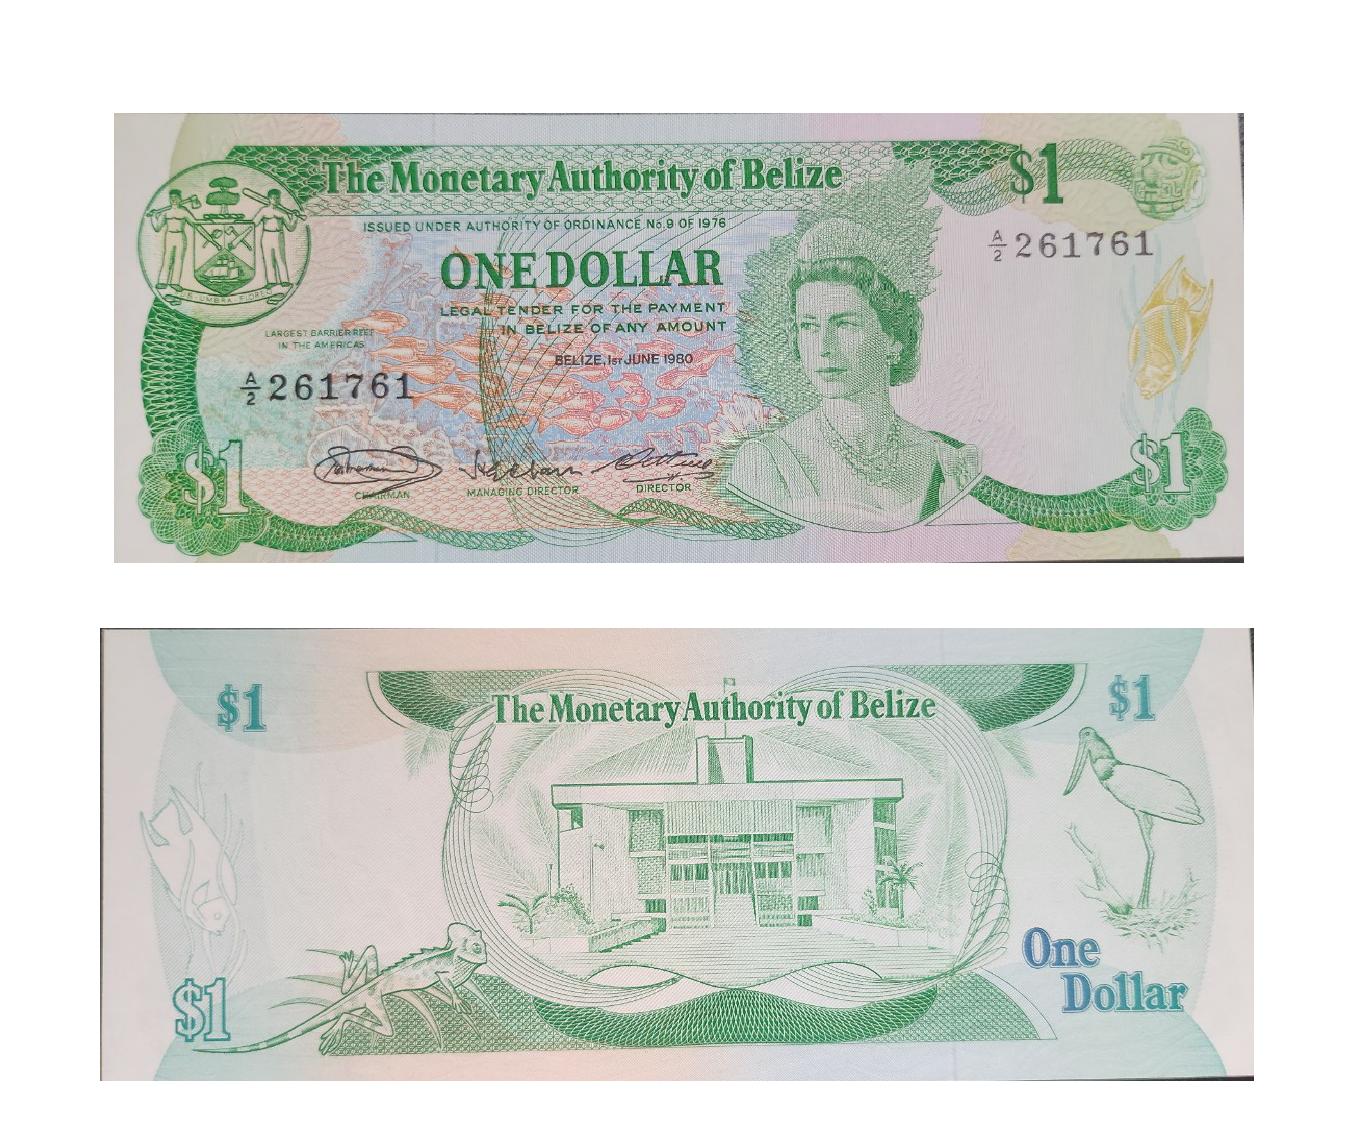 The Monetary Authority of Belize
$1
ISSUED UNDER AUTHORITY OF ORDINANCE No.9 OF 1976
A/2 261761
ONE DOLLAR
LEGAL TENDER FOR THE PAYMENT
IN BELIZE OF ANY AMOUNT
LARGEST BARRIER REEF
IN THE AMERICAS
BELIZE, 1ST JUNE 1980
A/2 261761
$1
$1
CHAIRMAN
MANAGING DIRECTOR
DIRECTOR
$1
The Monetary Authority of Belize
$1
One
Dollar
$1